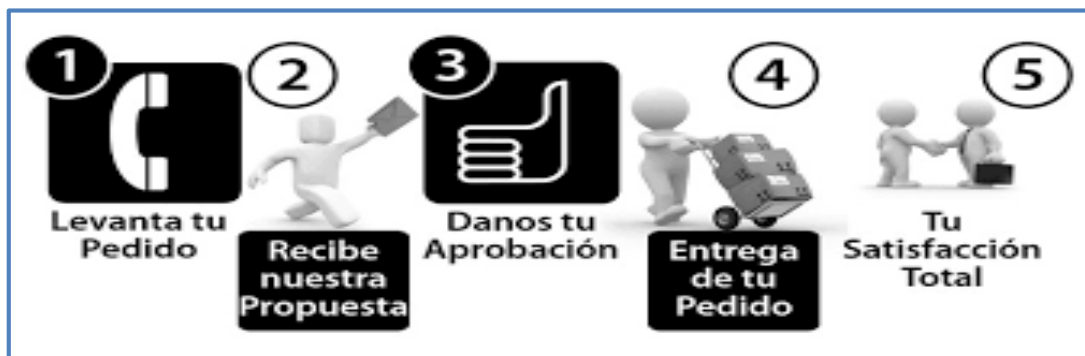 1
Levanta tu
Pedido
2
Recibe
nuestra
Propuesta
3
Danos tu
Aprobación
4
Entrega
de tu
Pedido
5
Tu
Satisfacción
Total